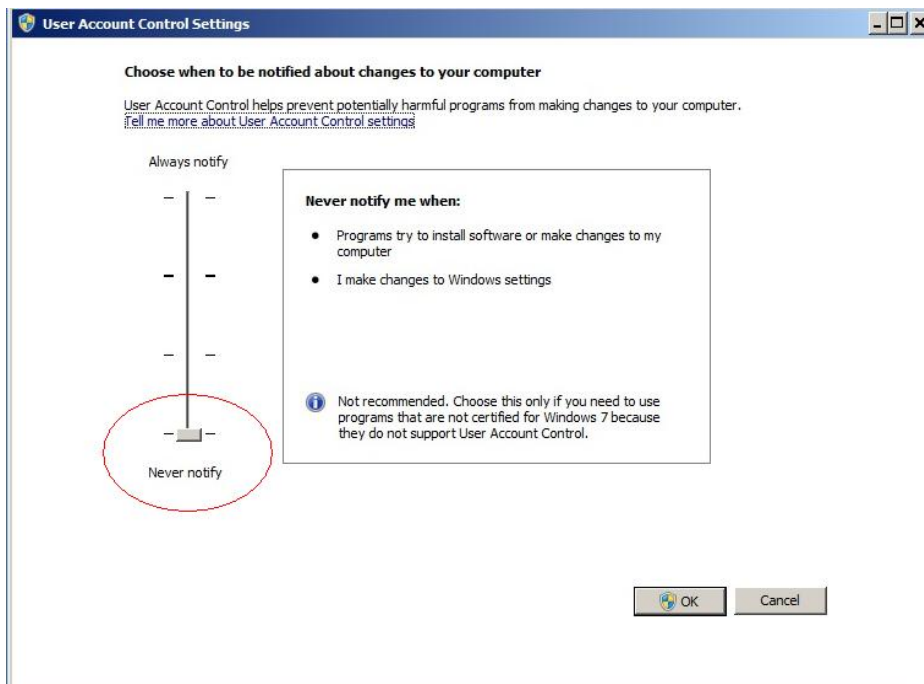 User Account Control Settings
Choose when to be notified about changes to your computer
User Account Control helps prevent potentially harmful programs from making changes to your computer.
Tell me more about User Account Control settings
Always notify
Never notify me when:
Programs try to install software or make changes to my
computer
I make changes to Windows settings
Not recommended. Choose this only if you need to use
programs that are not certified for Windows 7 because
they do not support User Account Control.
Never notify
OK
Cancel